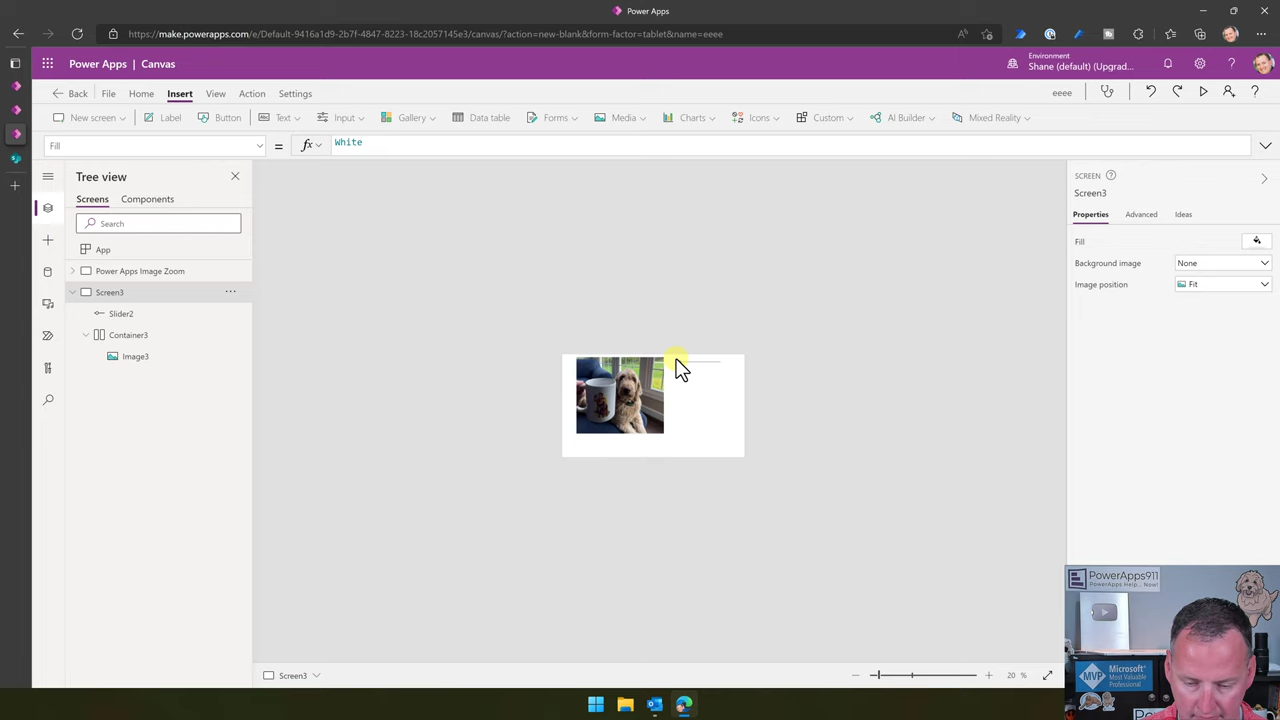 Power Apps
https://make.powerapps.com/e/Default-9416a1d9-2b7f-4847-8223-18c2057145e3/canvas/?action=new-blank&form-factor=tablet&name=eeee
Power Apps | Canvas
Environment
Shane (default) (Upgrad...
Back File Home Insert View Action Settings eeee
New screen Label Button Text Input Gallery Data table Forms Media Charts Icons Custom AI Builder Mixed Reality
Fill = fx White
Tree view
Screens Components
Search
App
Power Apps Image Zoom
Screen3
Slider2
Container3
Image3
SCREEN
Screen3
Properties Advanced Ideas
Fill
Background image None
Image position Fit
Screen3
20 %
PowerApps911
PowerApps Help... Now!
Microsoft®
Most Valuable
Professional